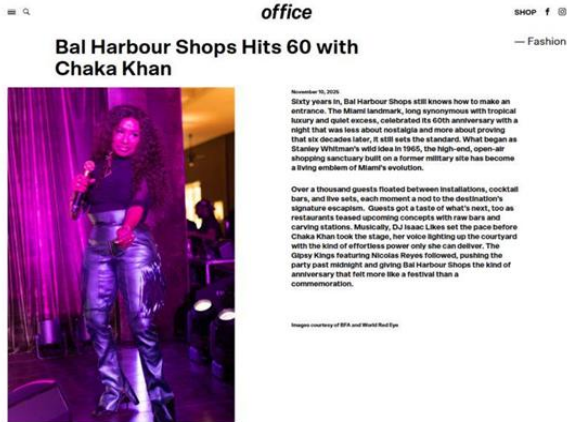 office
SHOP
Bal Harbour Shops Hits 60 with
Chaka Khan
— Fashion
November 10, 2025
Sixty years in, Bal Harbour Shops still knows how to make an
entrance. The Miami landmark, long synonymous with tropical
luxury and quiet excess, celebrated its 60th anniversary with a
night that was less about nostalgia and more about proving
that six decades later, it still sets the standard. What began as
Stanley Whitman's wild idea in 1965, the high-end, open-air
shopping sanctuary built on a former military site has become
a living emblem of Miami's evolution.
Over a thousand guests floated between installations, cocktail
bars, and live sets, each moment a nod to the destination's
signature escapism. Guests got a taste of what's next, too as
restaurants teased upcoming concepts with raw bars and
carving stations. Musically, DJ Isaac Likes set the pace before
Chaka Khan took the stage, her voice lighting up the courtyard
with the kind of effortless power only she can deliver. The
Gipsy Kings featuring Nicolas Reyes followed, pushing the
party past midnight and giving Bal Harbour Shops the kind of
anniversary that felt more like a festival than a
commemoration.
Images courtesy of BFA and World Red Eye